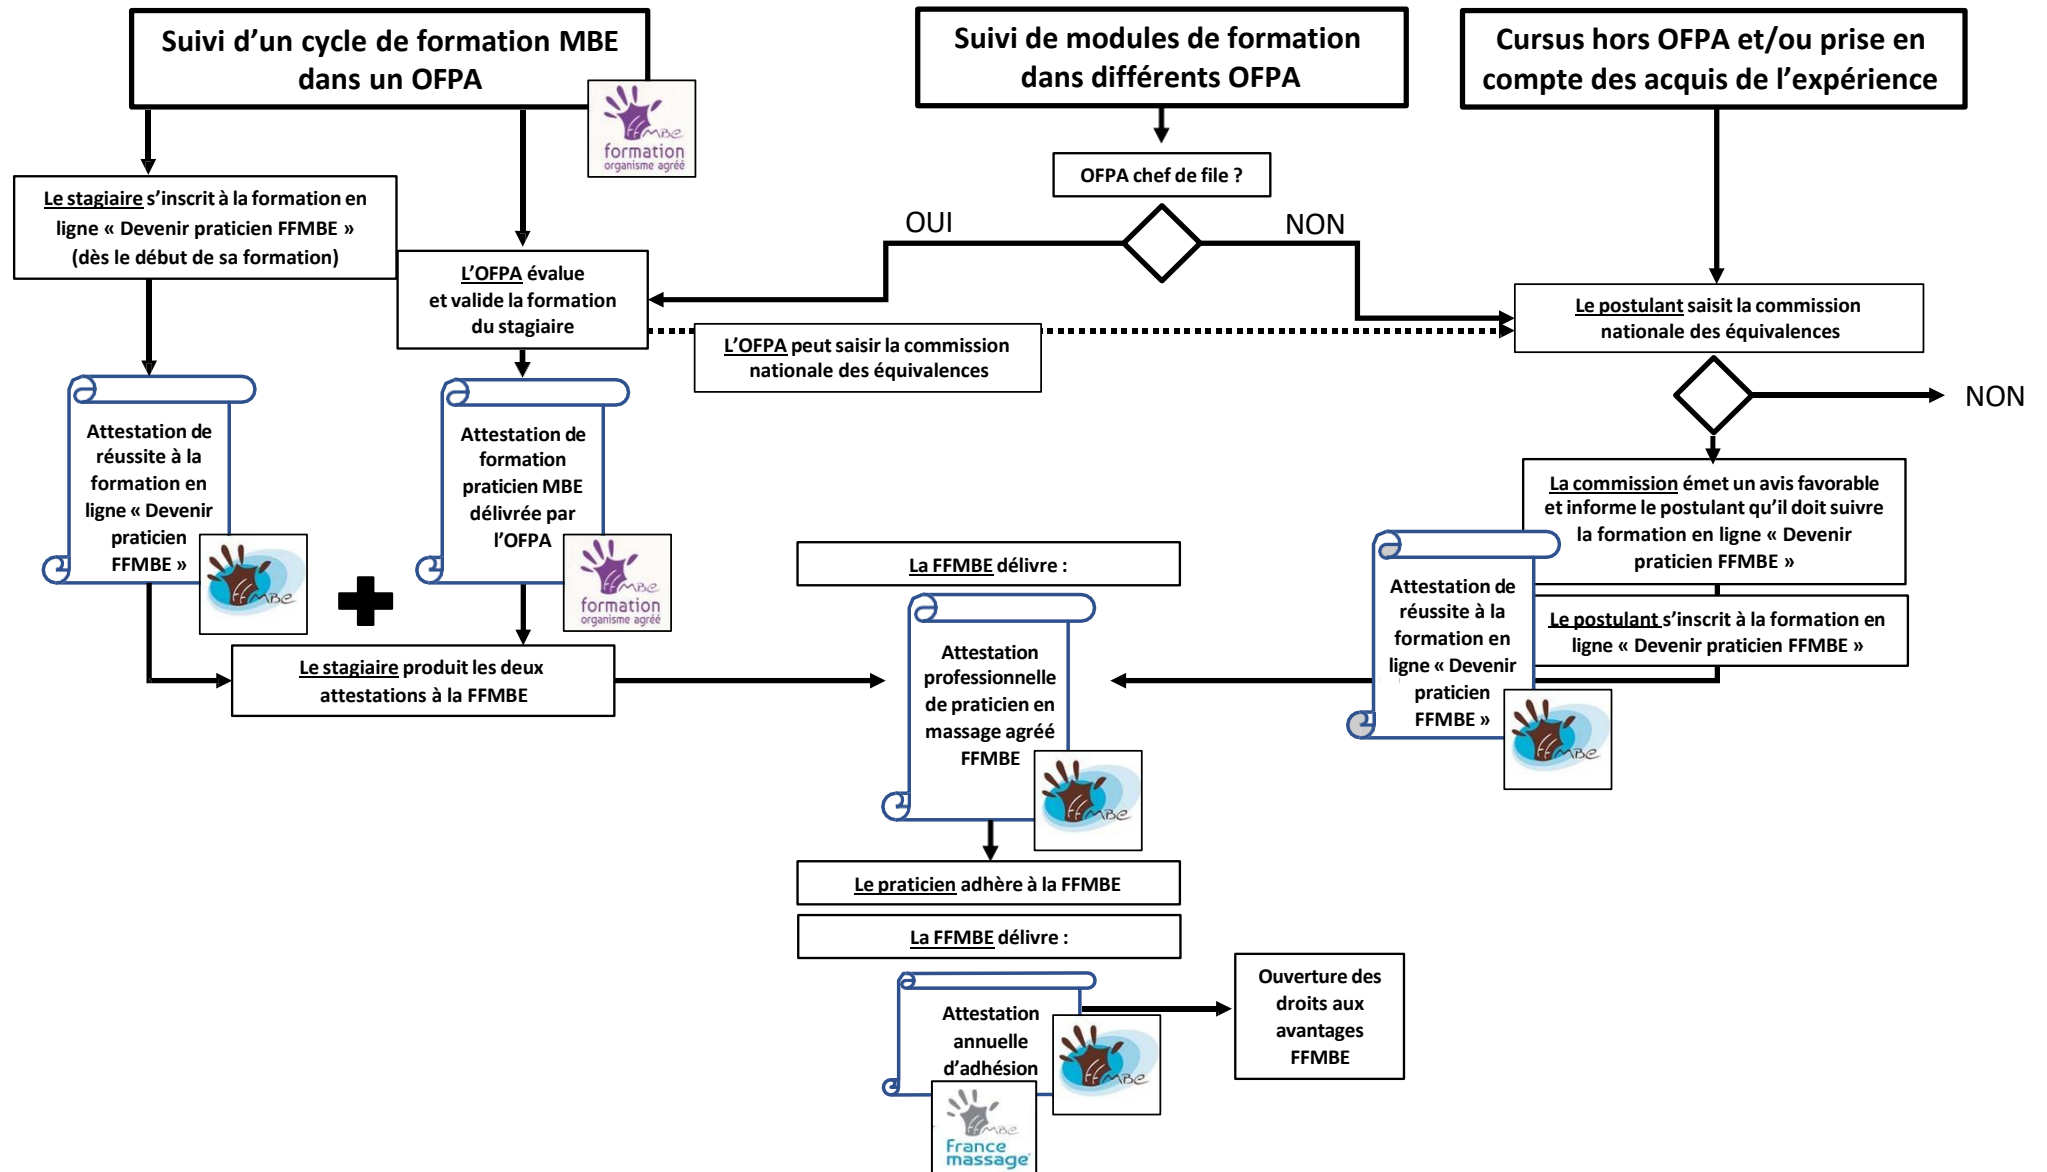 Suivi d’un cycle de formation MBE
dans un OFPA
FFMBE
formation
organisme agréé
Suivi de modules de formation
dans différents OFPA
Cursus hors OFPA et/ou prise en
compte des acquis de l’expérience
OFPA chef de file ?
OUI
NON
Le stagiaire s’inscrit à la formation en
ligne « Devenir praticien FFMBE »
(dès le début de sa formation)
L’OFPA évalue
et valide la formation
du stagiaire
L’OFPA peut saisir la commission
nationale des équivalences
Le postulant saisit la commission
nationale des équivalences
NON
Attestation de
réussite à la
formation en
ligne « Devenir
praticien
FFMBE »
FFMBE
Attestation de
formation
praticien MBE
délivrée par
l’OFPA
FFMBE
formation
organisme agréé
Le stagiaire produit les deux
attestations à la FFMBE
La commission émet un avis favorable
et informe le postulant qu’il doit suivre
la formation en ligne « Devenir
praticien FFMBE »
Le postulant s’inscrit à la formation en
ligne « Devenir praticien FFMBE »
Attestation de
réussite à la
formation en
ligne « Devenir
praticien
FFMBE »
FFMBE
La FFMBE délivre :
Attestation
professionnelle
de praticien en
massage agréé
FFMBE
FFMBE
Le praticien adhère à la FFMBE
La FFMBE délivre :
Attestation
annuelle
d’adhésion
FFMBE
FFMBE
France
massage
Ouverture des
droits aux
avantages
FFMBE